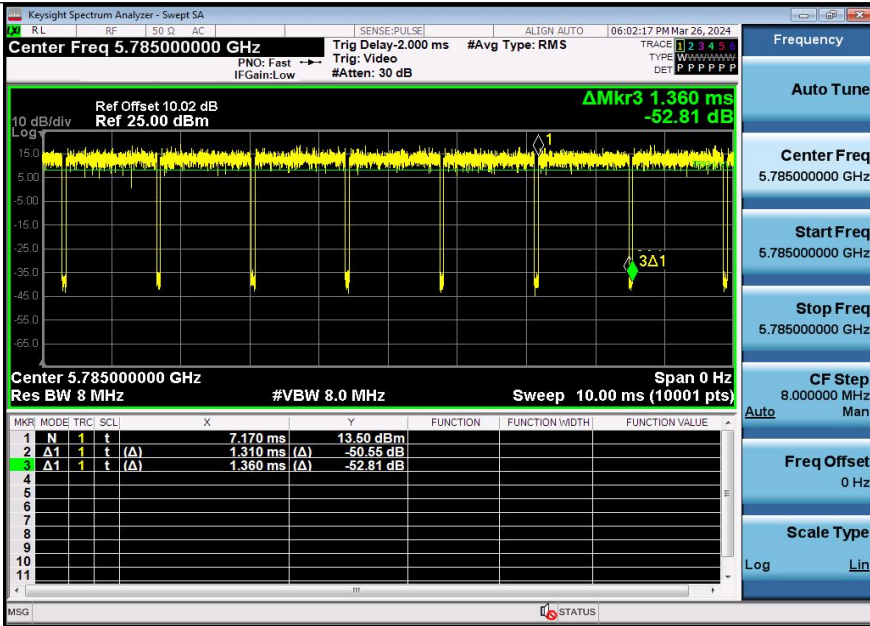 Keysight Spectrum Analyzer - Swept SA
LXI RL RF 50 Ω AC SENSE:PULSE ALIGN AUTO 06:02:17 PM Mar 26, 2024
Center Freq 5.785000000 GHz
PNO: Fast
IFGain:Low
Trig Delay-2.000 ms
Trig: Video
#Atten: 30 dB
#Avg Type: RMS
TRACE 1 2 3 4 5 6
TYPE WWWWWW
DET P P P P P P
Ref Offset 10.02 dB
10 dB/div Ref 25.00 dBm
Log
ΔMkr3 1.360 ms
-52.81 dB
15.0
5.00
-5.00
-15.0
-25.0
-35.0
-45.0
-55.0
-65.0
1
3Δ1
Center 5.785000000 GHz Span 0 Hz
Res BW 8 MHz #VBW 8.0 MHz Sweep 10.00 ms (10001 pts)
MKR MODE TRC SCL X Y FUNCTION FUNCTION WIDTH FUNCTION VALUE
1 N 1 t 7.170 ms 13.50 dBm
2 Δ1 1 t (Δ) 1.310 ms (Δ) -50.55 dB
3 Δ1 1 t (Δ) 1.360 ms (Δ) -52.81 dB
4
5
6
7
8
9
10
11
MSG STATUS
Frequency
Auto Tune
Center Freq
5.785000000 GHz
Start Freq
5.785000000 GHz
Stop Freq
5.785000000 GHz
CF Step
8.000000 MHz
Auto Man
Freq Offset
0 Hz
Scale Type
Log Lin